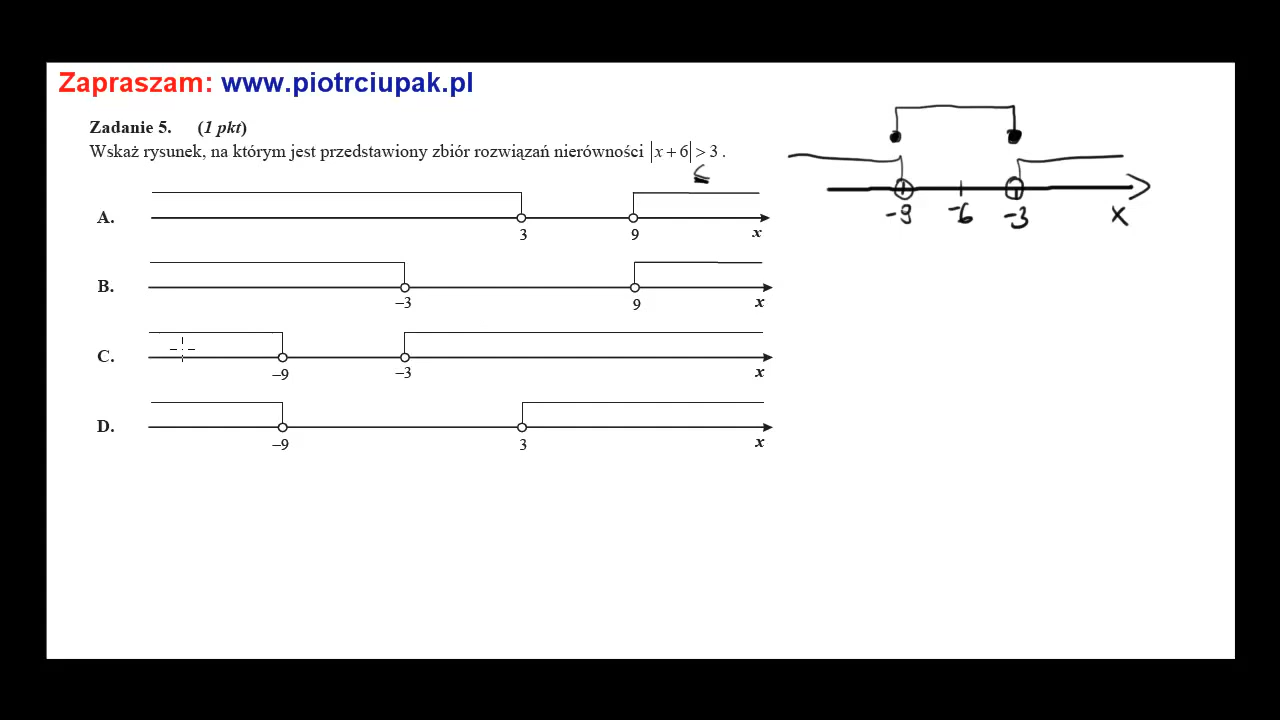 Zapraszam: www.piotrciupak.pl
Zadanie 5. (1 pkt)
Wskaż rysunek, na którym jest przedstawiony zbiór rozwiązań nierówności |x + 6| > 3 .
≤
A.
3 9 x
B.
–3 9 x
C.
–9 –3 x
D.
–9 3 x
-9 -6 -3 x